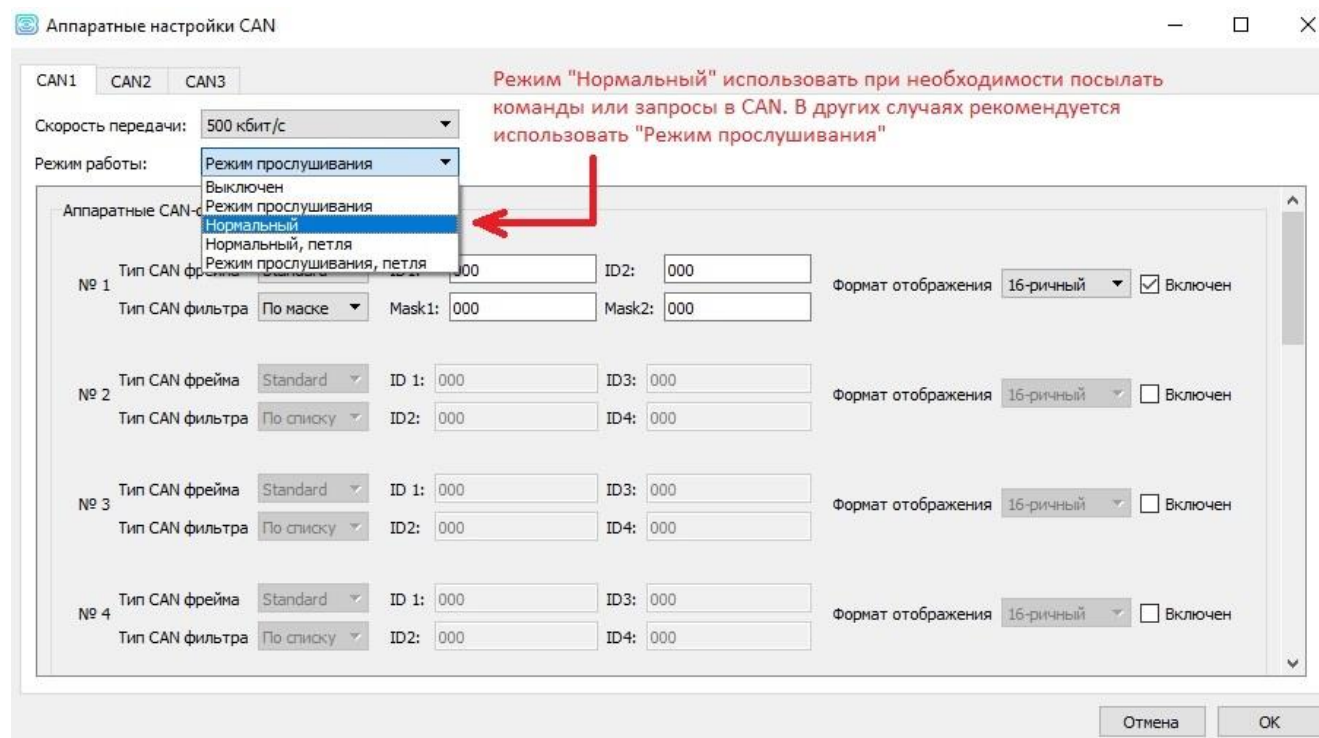 Аппаратные настройки CAN
CAN1 CAN2 CAN3
Режим "Нормальный" использовать при необходимости посылать
команды или запросы в CAN. В других случаях рекомендуется
использовать "Режим прослушивания"
Скорость передачи: 500 кбит/с
Режим работы: Режим прослушивания
Выключен
Режим прослушивания
Нормальный
Нормальный, петля
Режим прослушивания, петля
Аппаратные CAN-
№ 1
Тип CAN 000 ID2: 000
Тип CAN фильтра По маске Mask1: 000 Mask2: 000
Формат отображения 16-ричный Включен
№ 2
Тип CAN фрейма Standard ID 1: 000 ID3: 000
Тип CAN фильтра По списку ID2: 000 ID4: 000
Формат отображения 16-ричный Включен
№ 3
Тип CAN фрейма Standard ID 1: 000 ID3: 000
Тип CAN фильтра По списку ID2: 000 ID4: 000
Формат отображения 16-ричный Включен
№ 4
Тип CAN фрейма Standard ID 1: 000 ID3: 000
Тип CAN фильтра По списку ID2: 000 ID4: 000
Формат отображения 16-ричный Включен
Отмена OK